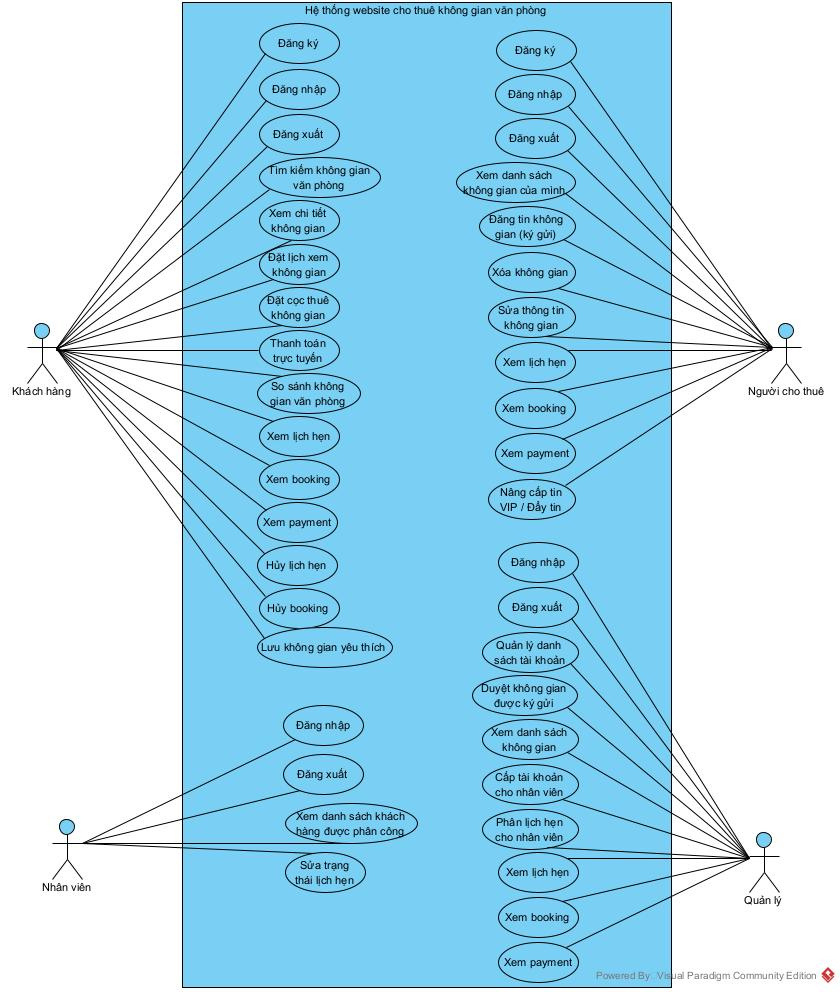 Hệ thống website cho thuê không gian văn phòng
Đăng ký
Đăng nhập
Đăng xuất
Tìm kiếm không gian
văn phòng
Xem chi tiết
không gian
Đặt lịch xem
không gian
Đặt cọc thuê
không gian
Thanh toán
trực tuyến
So sánh không
gian văn phòng
Xem lịch hẹn
Xem booking
Xem payment
Hủy lịch hẹn
Hủy booking
Lưu không gian yêu thích
Khách hàng
Đăng ký
Đăng nhập
Đăng xuất
Xem danh sách
không gian của mình
Đăng tin không
gian (ký gửi)
Xóa không gian
Sửa thông tin
không gian
Xem lịch hẹn
Xem booking
Xem payment
Nâng cấp tin
VIP / Đẩy tin
Người cho thuê
Đăng nhập
Đăng xuất
Xem danh sách khách
hàng được phân công
Sửa trạng
thái lịch hẹn
Nhân viên
Đăng nhập
Đăng xuất
Quản lý danh
sách tài khoản
Duyệt không gian
được ký gửi
Xem danh sách
không gian
Cấp tài khoản
cho nhân viên
Phân lịch hẹn
cho nhân viên
Xem lịch hẹn
Xem booking
Xem payment
Quản lý
Powered By: Visual Paradigm Community Edition